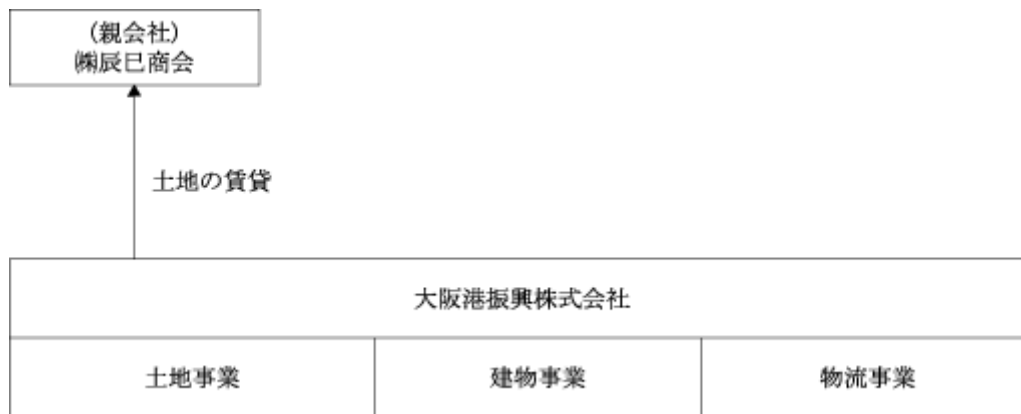 (親会社)
㈱辰巳商会
土地の賃貸
大阪港振興株式会社
土地事業
建物事業
物流事業